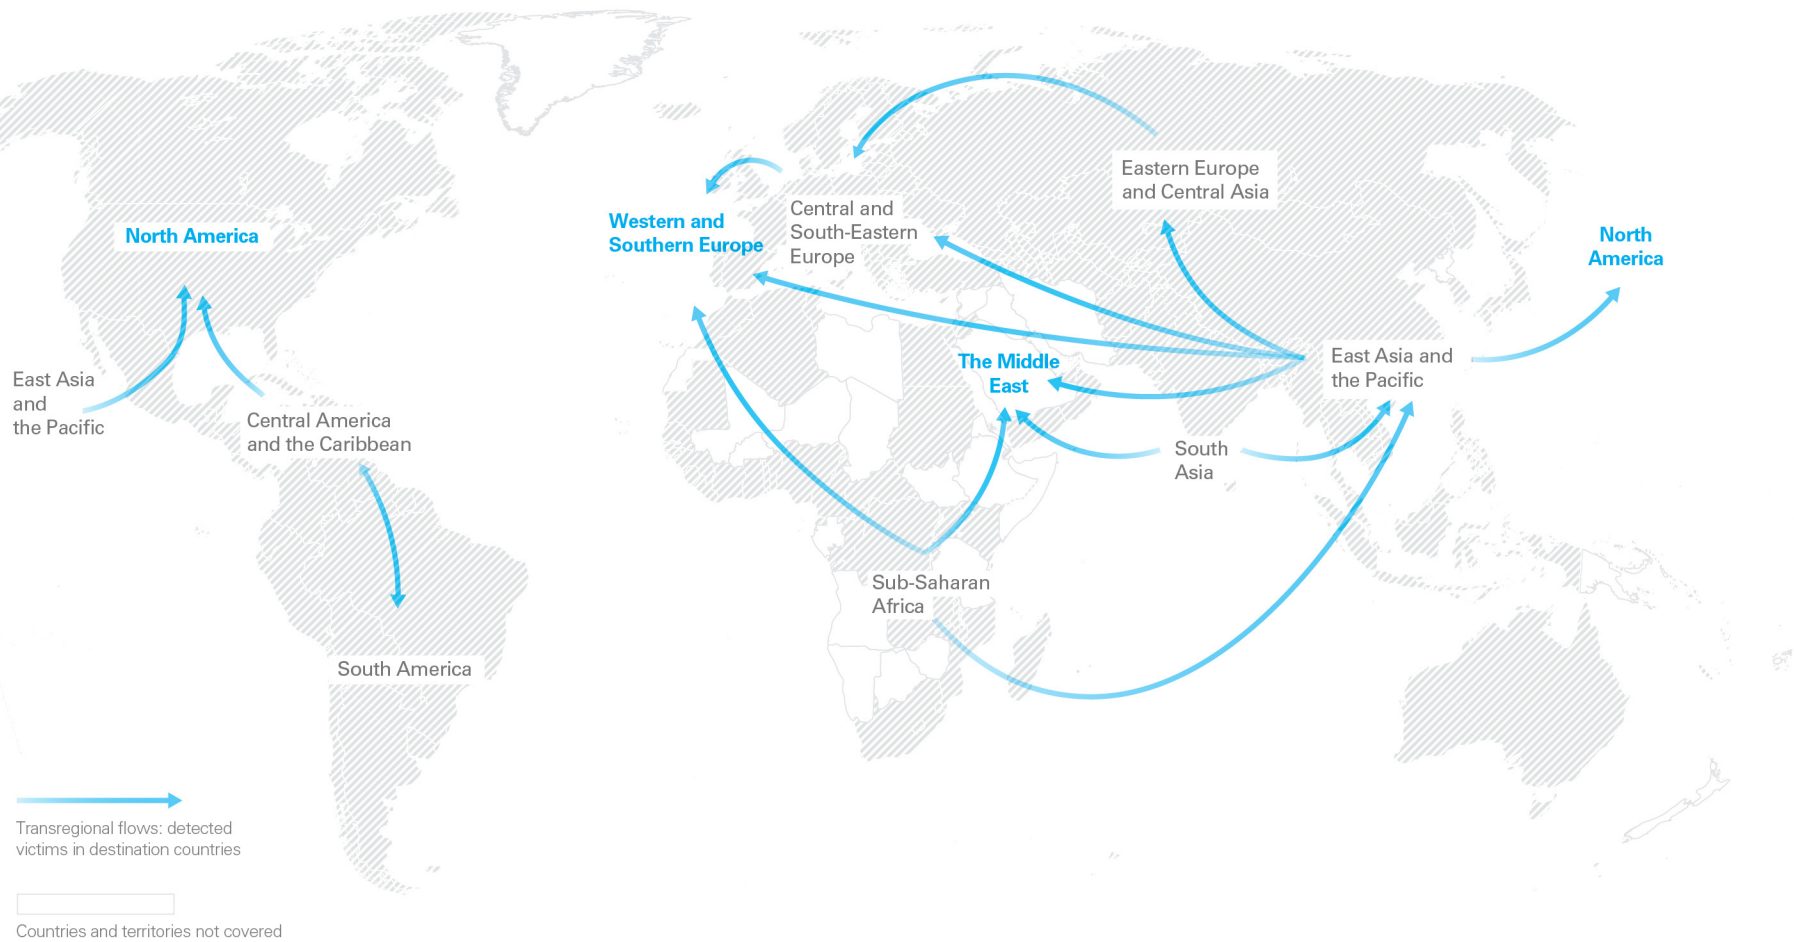 Eastern Europe
and Central Asia
Western and
Southern Europe
Central and
South-Eastern
Europe
North America
North
America
East Asia and
the Pacific
The Middle
East
East Asia
and
the Pacific
Central America
and the Caribbean
South
Asia
Sub-Saharan
Africa
South America
Transregional flows: detected
victims in destination countries
Countries and territories not covered